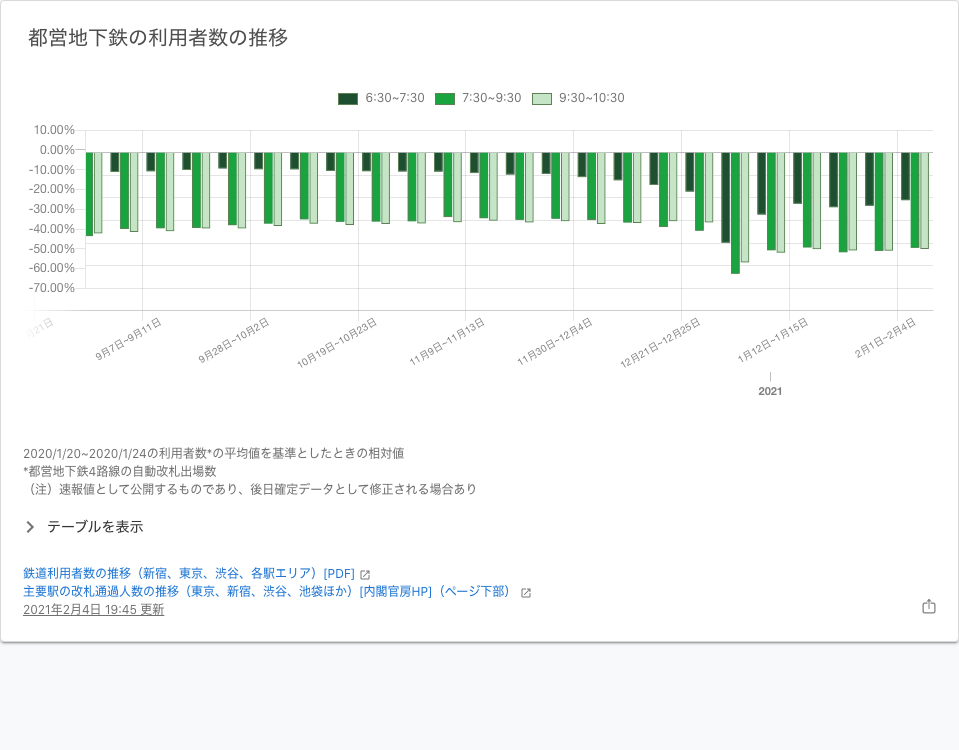 都営地下鉄の利用者数の推移
6:30~7:30 7:30~9:30 9:30~10:30
10.00%
0.00%
-10.00%
-20.00%
-30.00%
-40.00%
-50.00%
-60.00%
-70.00%
21日
9月7日~9月11日
9月28日~10月2日
10月19日~10月23日
11月9日~11月13日
11月30日~12月4日
12月21日~12月25日
1月12日~1月15日
2月1日~2月4日
2021
2020/1/20~2020/1/24の利用者数*の平均値を基準としたときの相対値
*都営地下鉄4路線の自動改札出場数
（注）速報値として公開するものであり、後日確定データとして修正される場合あり
テーブルを表示
鉄道利用者数の推移（新宿、東京、渋谷、各駅エリア）[PDF]
主要駅の改札通過人数の推移（東京、新宿、渋谷、池袋ほか）[内閣官房HP]（ページ下部）
2021年2月4日 19:45 更新